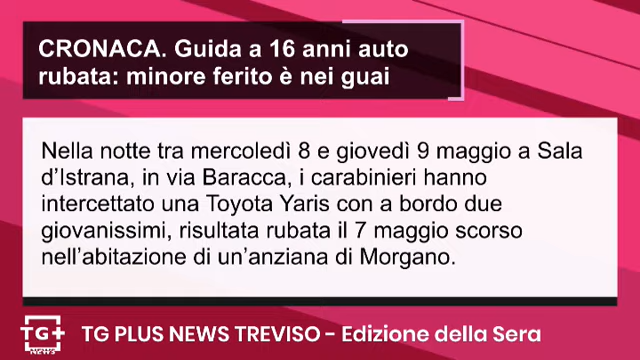 CRONACA. Guida a 16 anni auto
rubata: minore ferito è nei guai
Nella notte tra mercoledì 8 e giovedì 9 maggio a Sala
d'Istrana, in via Baracca, i carabinieri hanno
intercettato una Toyota Yaris con a bordo due
giovanissimi, risultata rubata il 7 maggio scorso
nell'abitazione di un'anziana di Morgano.
TG+
NEWS
TG PLUS NEWS TREVISO - Edizione della Sera